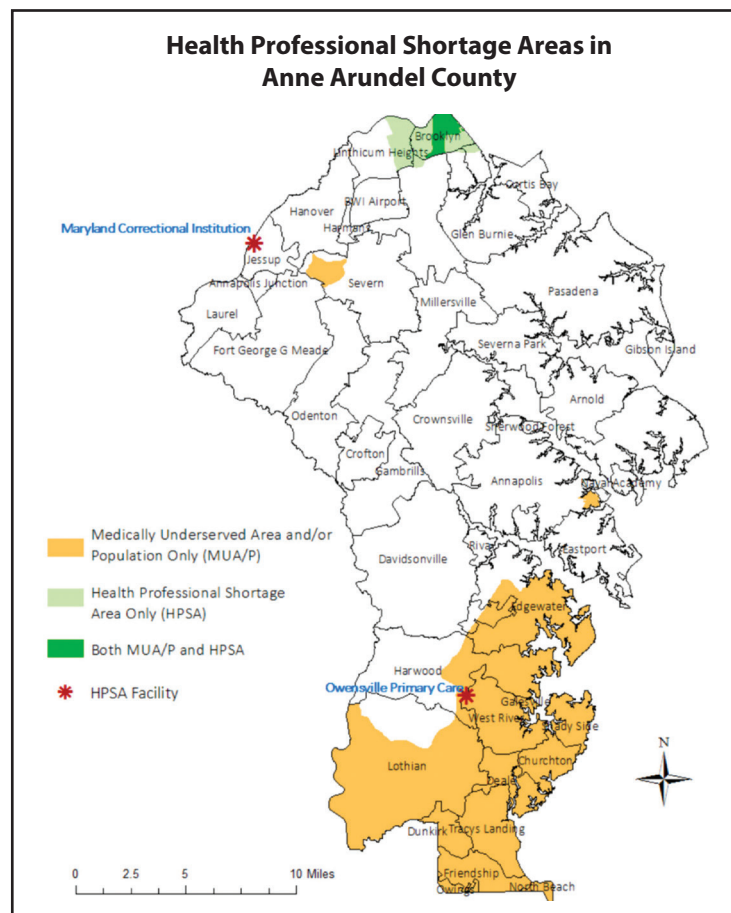 Health Professional Shortage Areas in
Anne Arundel County
Brooklyn
Linthicum Heights
Curtis Bay
BWI Airport
Hanover
Maryland Correctional Institution
Harmans
Glen Burnie
Jessup
Annapolis Junction
Severn
Pasadena
Millersville
Laurel
Severna Park
Fort George G Meade
Gibson Island
Arnold
Odenton
Crownsville
Sherwood Forest
Crofton
Gambrills
Annapolis
Naval Academy
Medically Underserved Area and/or
Population Only (MUA/P)
Riva
Eastport
Davidsonville
Health Professional Shortage
Area Only (HPSA)
Edgewater
Both MUA/P and HPSA
Harwood
HPSA Facility
Owensville Primary Care
Galesville
West River
Shady Side
N
Lothian
Churchton
Deale
Dunkirk
Tracys Landing
0 2.5 5 10 Miles
Friendship
Owings
North Beach